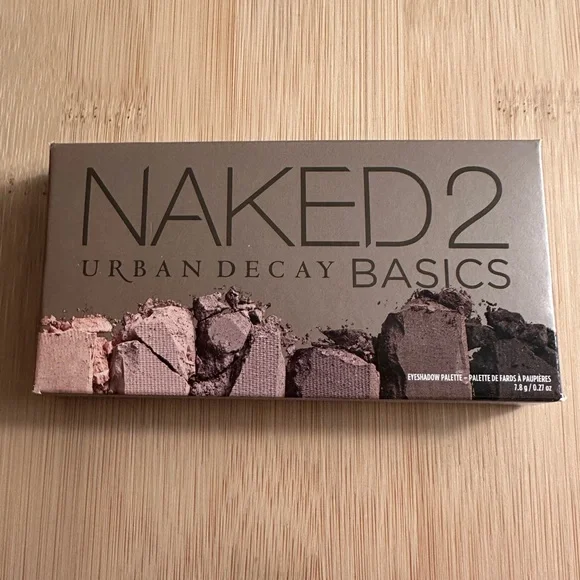 NAKED2
URBAN DECAY BASICS
EYESHADOW PALETTE – PALETTE DE FARDS À PAUPIÈRES
7.8 g / 0.27 oz